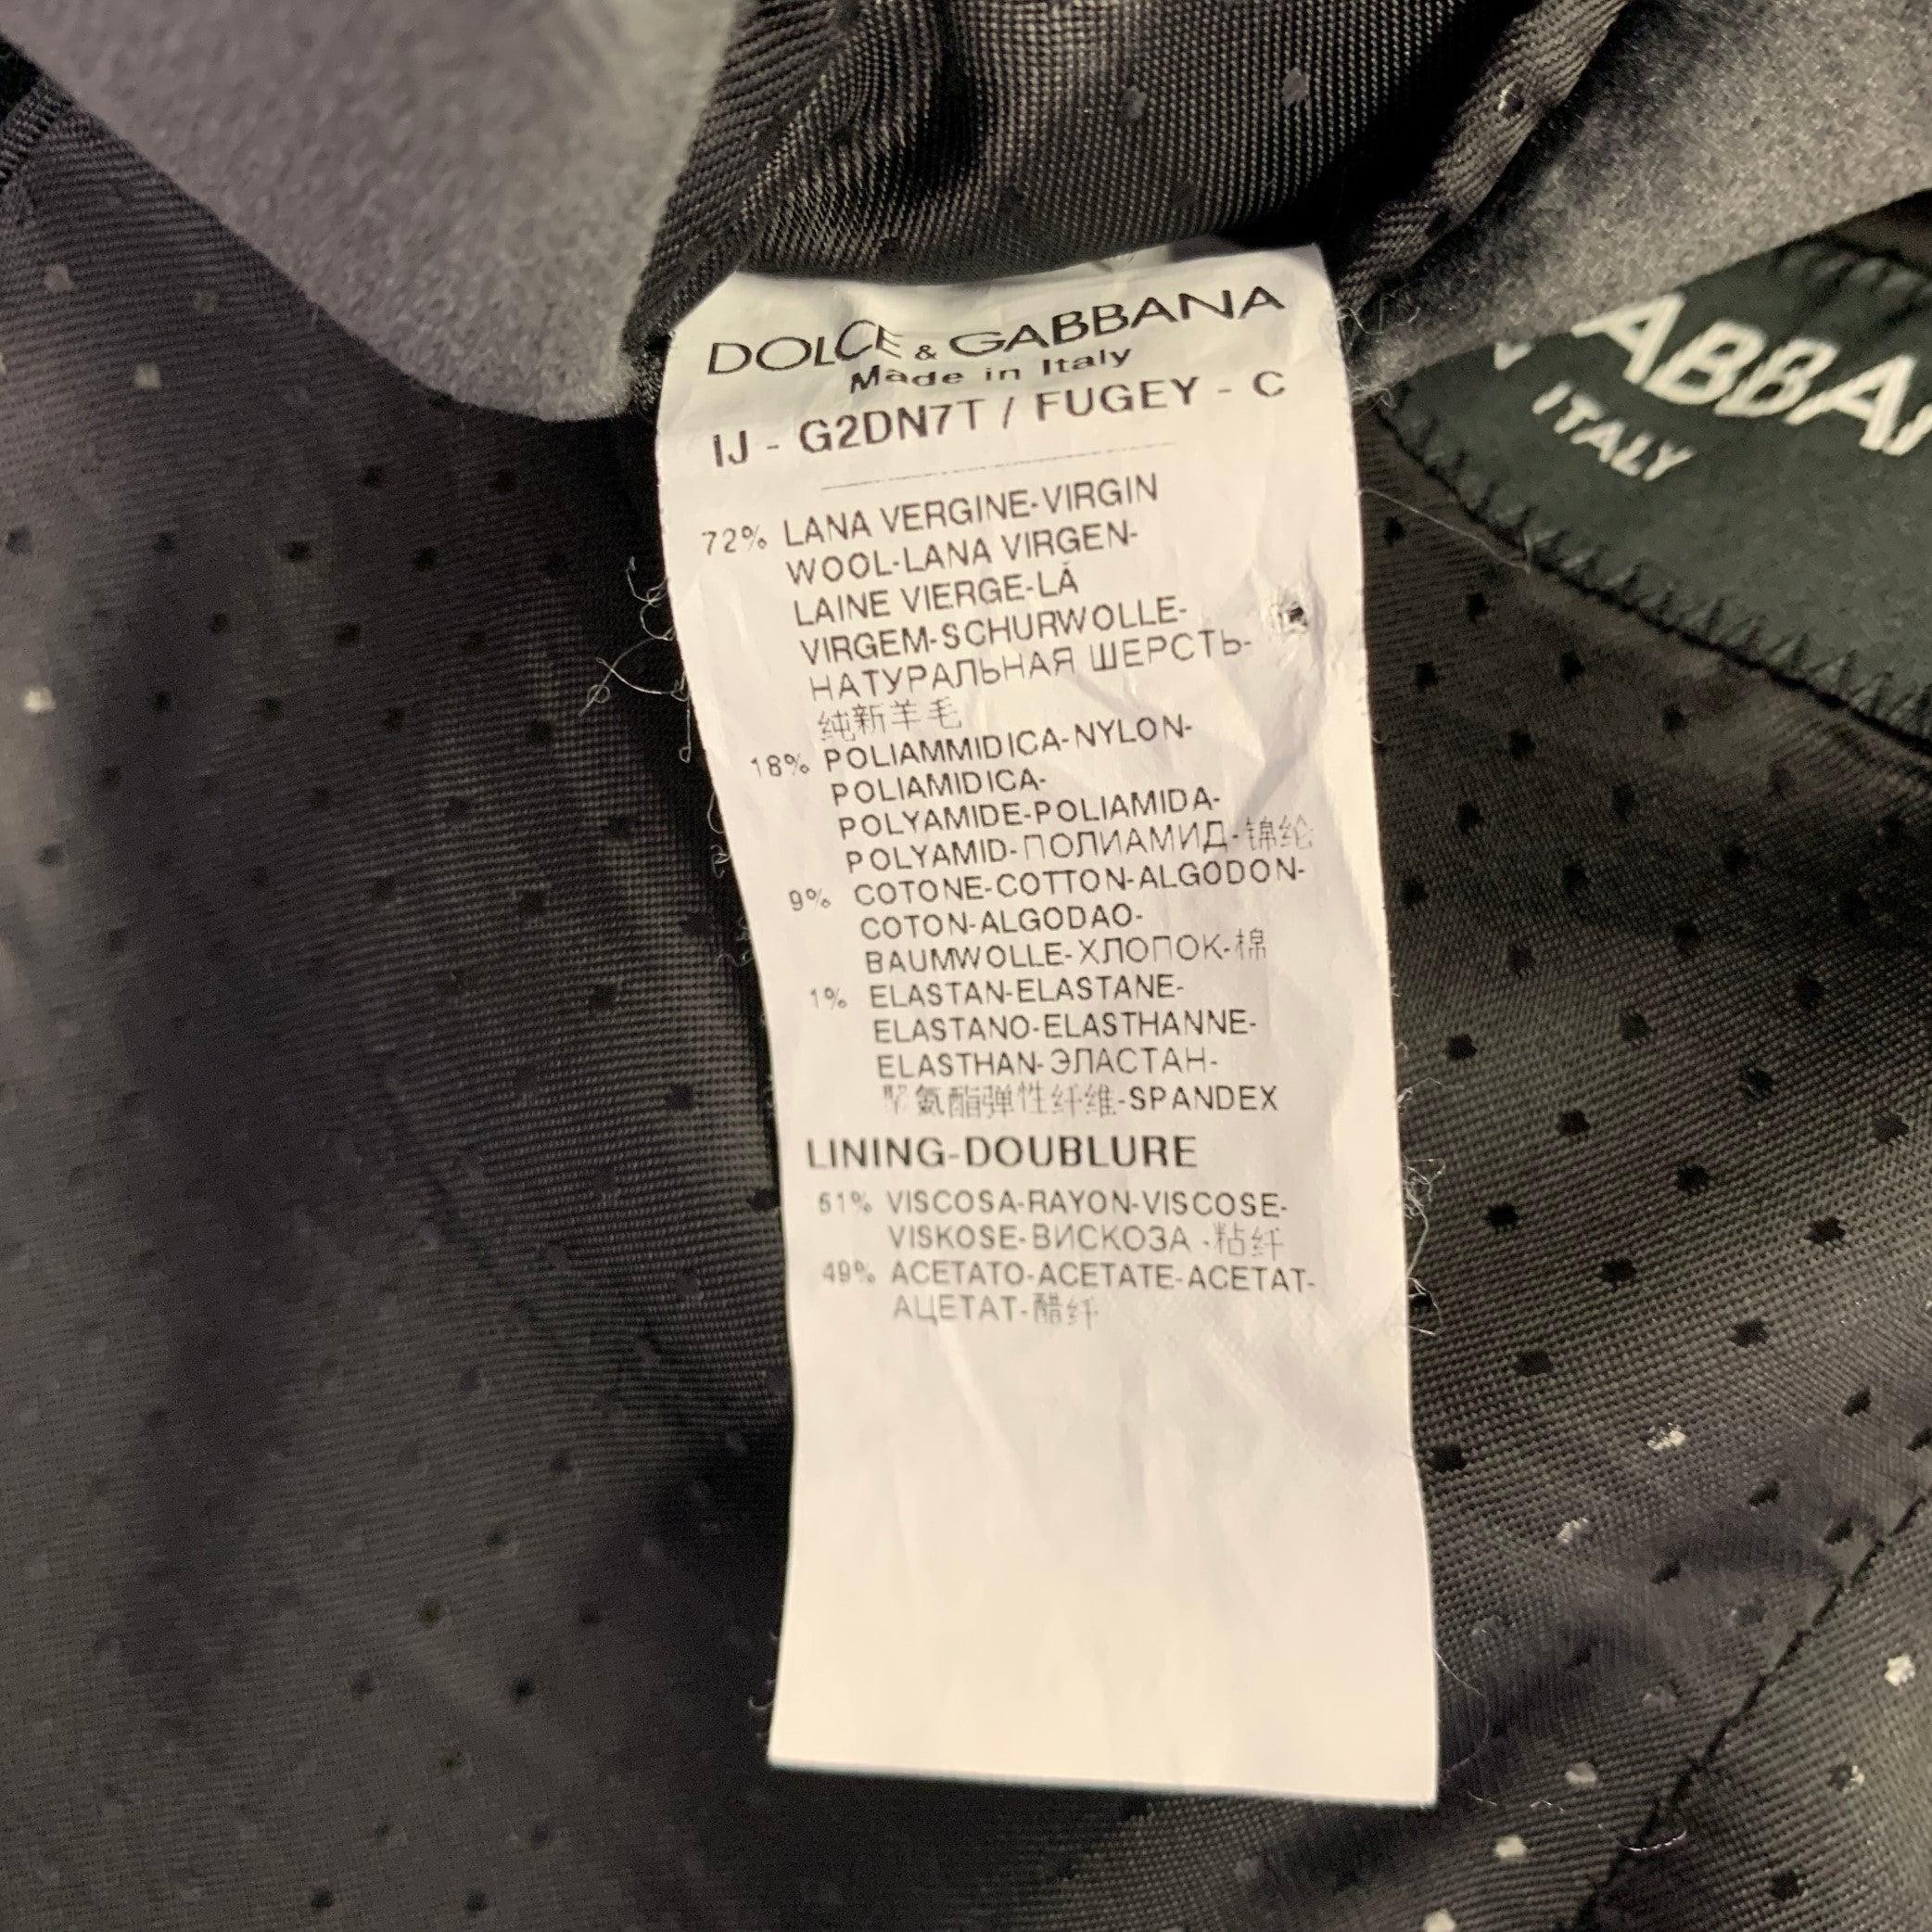 DOLCE & GABBANA
Made in Italy
IJ - G2DN7T / FUGEY - C
72% LANA VERGINE-VIRGIN
WOOL-LANA VIRGEN-
LAINE VIERGE-LÁ
VIRGEM-SCHURWOLLE-
НАТУРАЛЬНАЯ ШЕРСТЬ-
纯新羊毛
18% POLIAMMIDICA-NYLON-
POLIAMIDICA-
POLYAMIDE-POLIAMIDA-
POLYAMID-ПОЛИАМИД-锦纶
9% COTONE-COTTON-ALGODON-
COTON-ALGODAO-
BAUMWOLLE-ХЛОПОК-棉
1% ELASTAN-ELASTANE-
ELASTANO-ELASTHANNE-
ELASTHAN-ЭЛАСТАН-
聚氨酯弹性纤维-SPANDEX
LINING-DOUBLURE
51% VISCOSA-RAYON-VISCOSE-
VISKOSE-ВИСКОЗА -粘纤
49% ACETATO-ACETATE-ACETAT-
АЦЕТАТ-醋纤
ABBA
ITALY